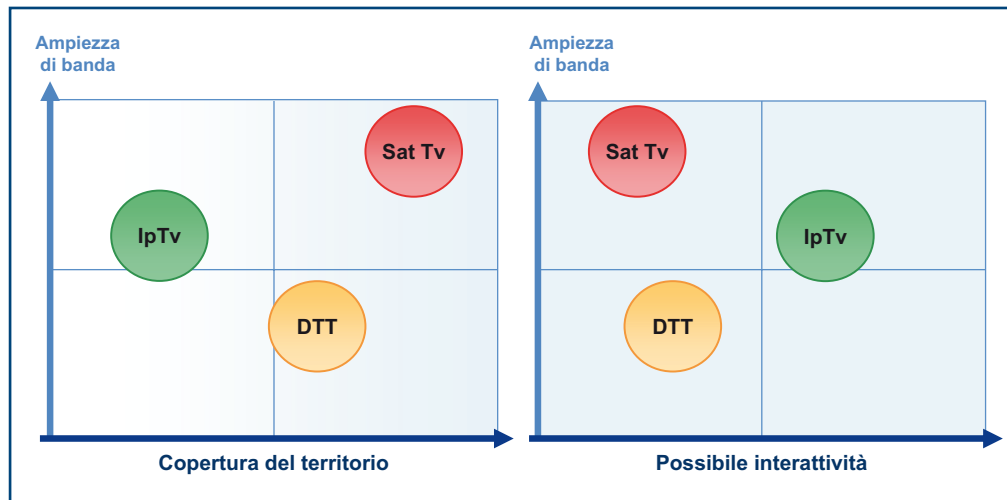 Ampiezza
di banda
Sat Tv
IpTv
DTT
Copertura del territorio
Ampiezza
di banda
Sat Tv
IpTv
DTT
Possibile interattività